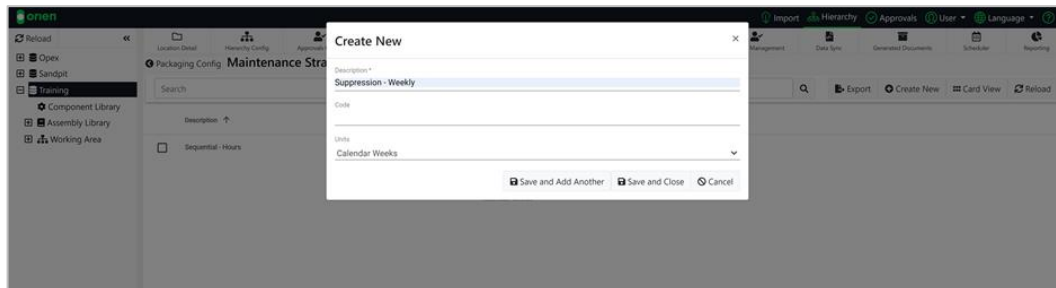 orien
Import Hierarchy Approvals User Language
Reload
Location Detail Hierarchy Config Approvals Management Data Sync Generated Documents Scheduler Reporting
Create New
Opex
Sandpit
Training
Component Library
Assembly Library
Working Area
Packaging Config Maintenance Stra
Search Export Create New Card View Reload
Description
Sequential - Hours
Description *
Suppression - Weekly
Code
Units
Calendar Weeks
Save and Add Another Save and Close Cancel